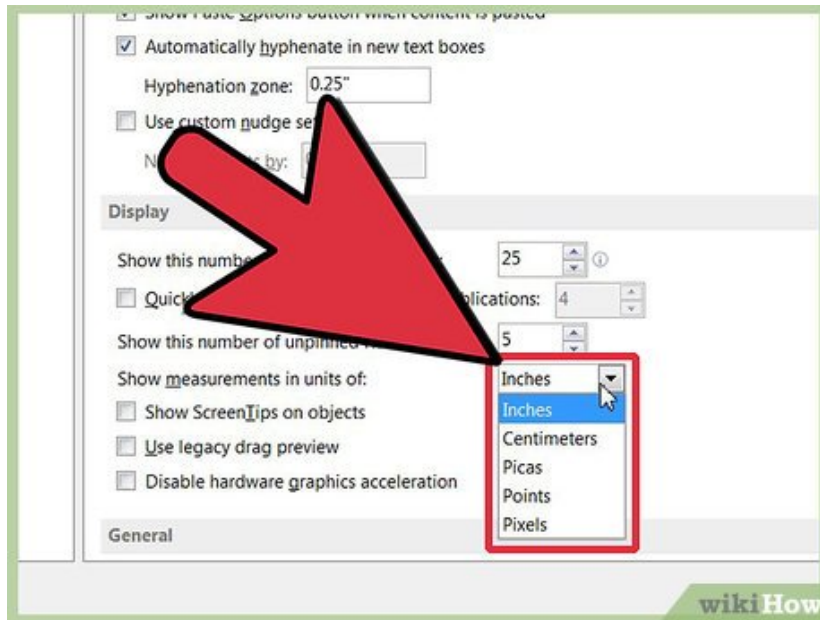 Show Paste Options button when content is pasted
Automatically hyphenate in new text boxes
Hyphenation zone: 0.25"
Use custom nudge se
by:
Display
Show this numbe 25
Quick blications: 4
Show this number of unpinned 5
Show measurements in units of: Inches
Show ScreenTips on objects Inches
Use legacy drag preview Centimeters
Disable hardware graphics acceleration Picas
Points
Pixels
General
wikiHow